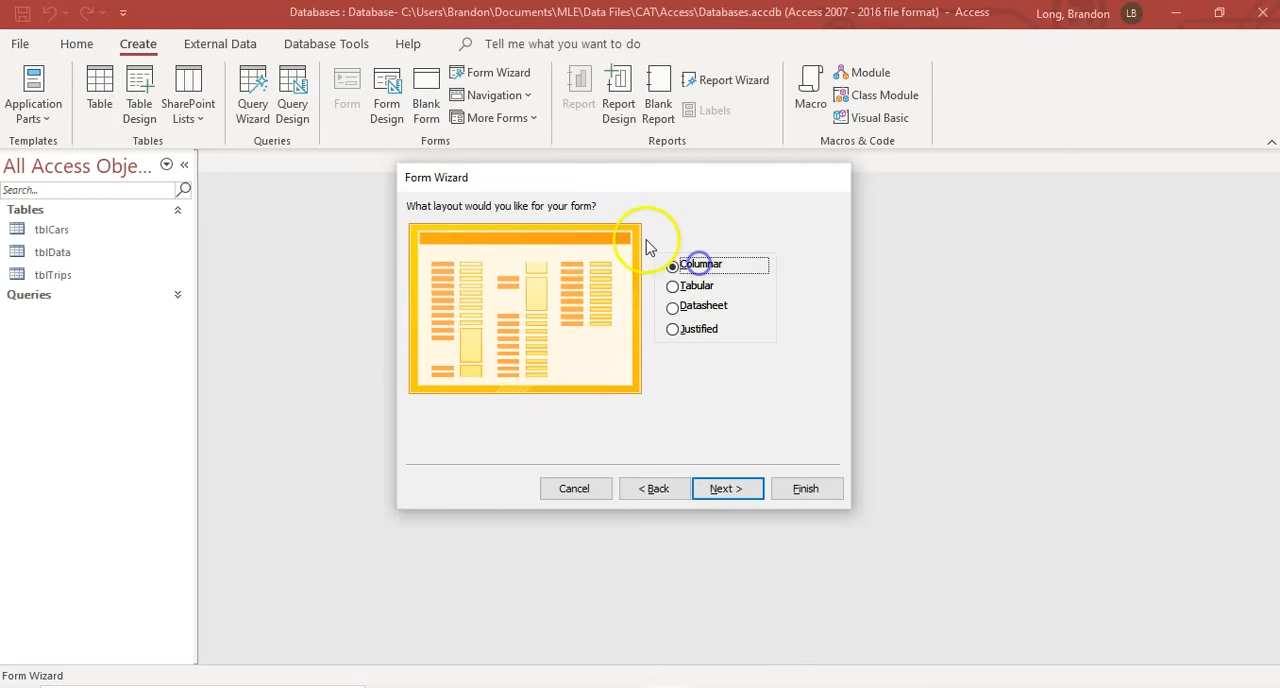 Databases : Database- C:\Users\Brandon\Documents\MLE\Data Files\CAT\Access\Databases.accdb (Access 2007 - 2016 file format) - Access
Long, Brandon
LB
File
Home
Create
External Data
Database Tools
Help
Tell me what you want to do
Application Parts
Templates
Table
Table Design
SharePoint Lists
Tables
Query Wizard
Query Design
Queries
Form
Form Design
Blank Form
Form Wizard
Navigation
More Forms
Forms
Report
Report Design
Blank Report
Report Wizard
Labels
Reports
Macro
Module
Class Module
Visual Basic
Macros & Code
All Access Obje...
Search...
Tables
tblCars
tblData
tblTrips
Queries
Form Wizard
What layout would you like for your form?
Columnar
Tabular
Datasheet
Justified
Cancel
< Back
Next >
Finish
Form Wizard